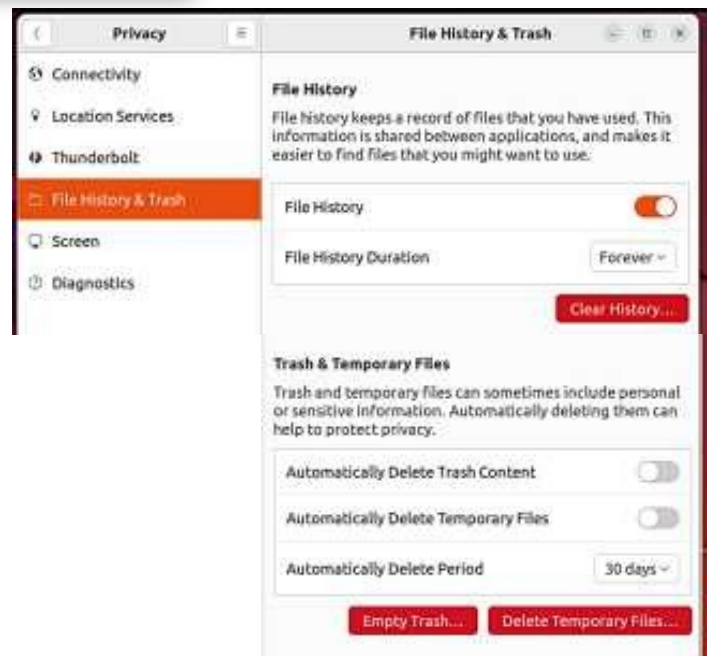 Privacy
File History & Trash
Connectivity
Location Services
Thunderbolt
File History & Trash
Screen
Diagnostics
File History
File history keeps a record of files that you have used. This
information is shared between applications, and makes it
easier to find files that you might want to use.
File History
File History Duration
Forever
Clear History...
Trash & Temporary Files
Trash and temporary files can sometimes include personal
or sensitive information. Automatically deleting them can
help to protect privacy.
Automatically Delete Trash Content
Automatically Delete Temporary Files
Automatically Delete Period
30 days
Empty Trash...
Delete Temporary Files...